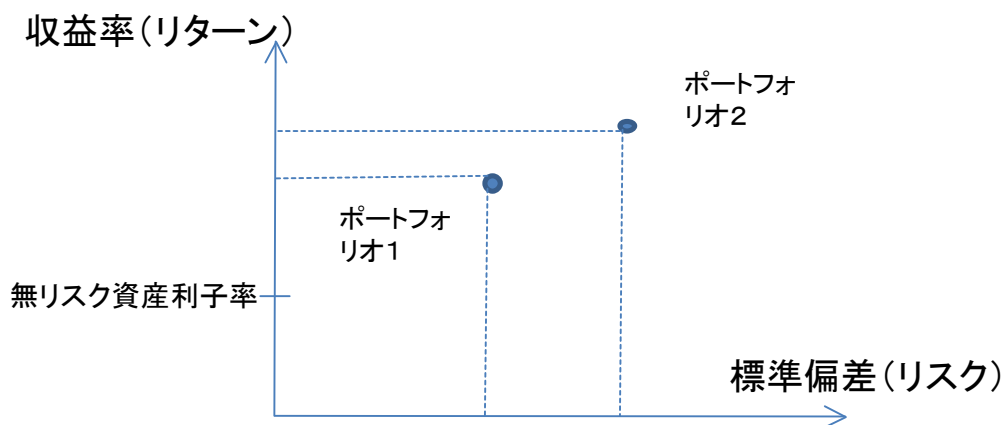 収益率（リターン）
ポートフォ
リオ２
ポートフォ
リオ１
無リスク資産利子率
標準偏差（リスク）